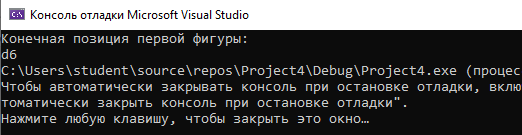 Консоль отладки Microsoft Visual Studio
Конечная позиция первой фигуры:
d6
C:\Users\student\source\repos\Project4\Debug\Project4.exe (процес
Чтобы автоматически закрывать консоль при остановке отладки, вклю
томатически закрыть консоль при остановке отладки".
Нажмите любую клавишу, чтобы закрыть это окно…